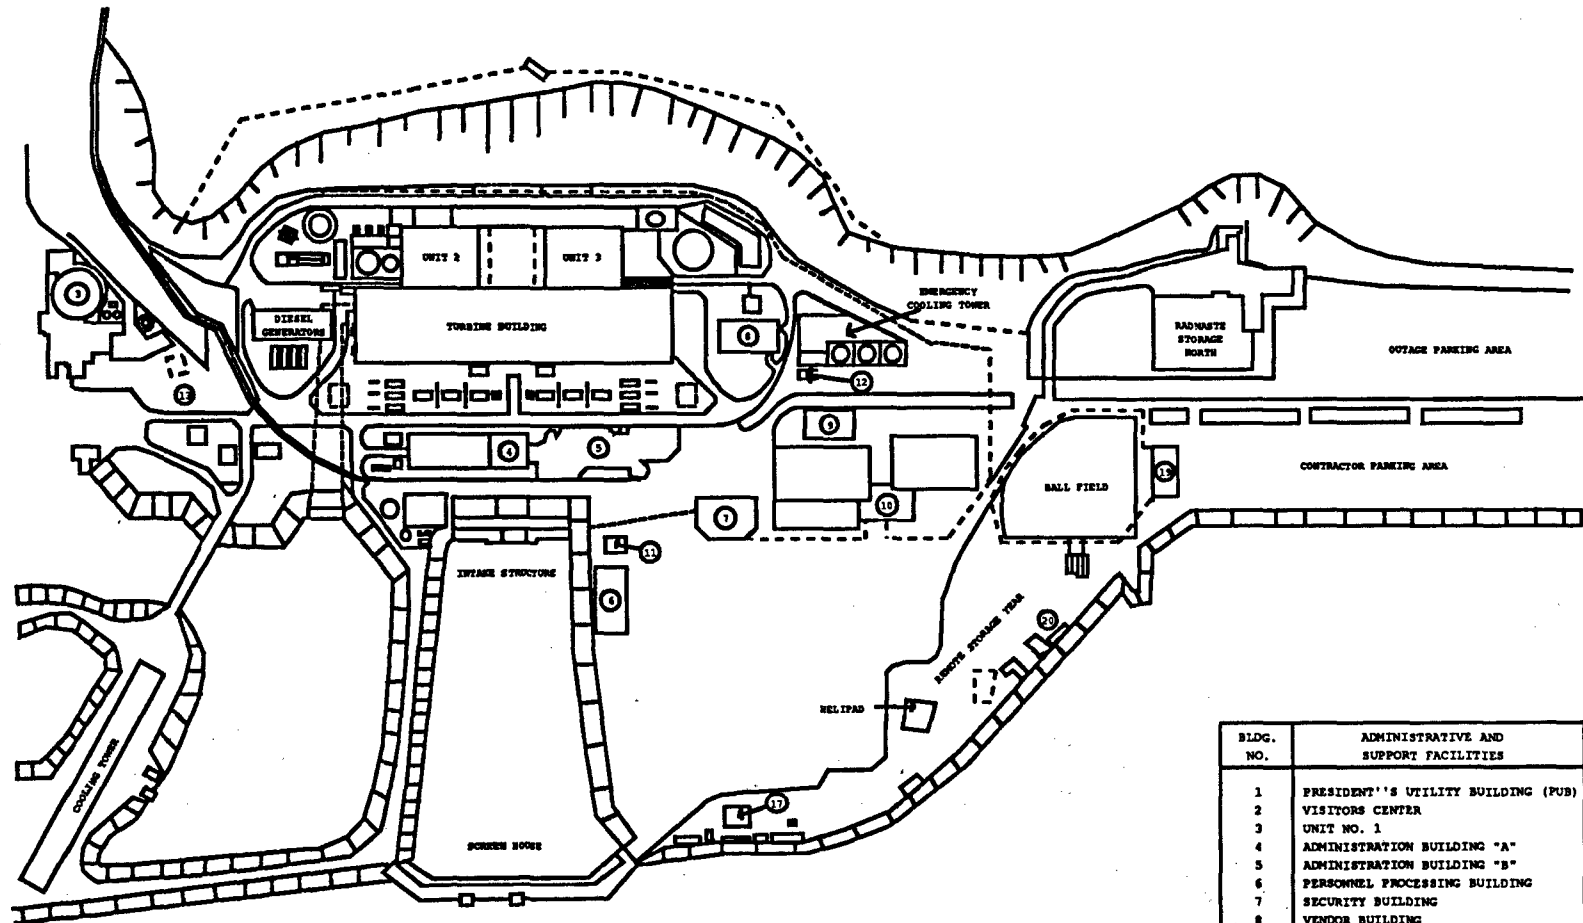 UNIT 2
UNIT 3
EMERGENCY
COOLING TOWER
3
DIESEL
GENERATORS
TURBINE BUILDING
8
RADWASTE
STORAGE
NORTH
OUTAGE PARKING AREA
12
13
9
4
5
CONTRACTOR PARKING AREA
19
BALL FIELD
10
7
11
INTAKE STRUCTURE
6
20
REMOTE STORAGE YEAR
HELIPAD
COOLING TOWER
17
SCREEN HOUSE
BLDG.
NO.
ADMINISTRATIVE AND
SUPPORT FACILITIES
1 PRESIDENT''S UTILITY BUILDING (PUB)
2 VISITORS CENTER
3 UNIT NO. 1
4 ADMINISTRATION BUILDING "A"
5 ADMINISTRATION BUILDING "B"
6 PERSONNEL PROCESSING BUILDING
7 SECURITY BUILDING
8 VENDOR BUILDING